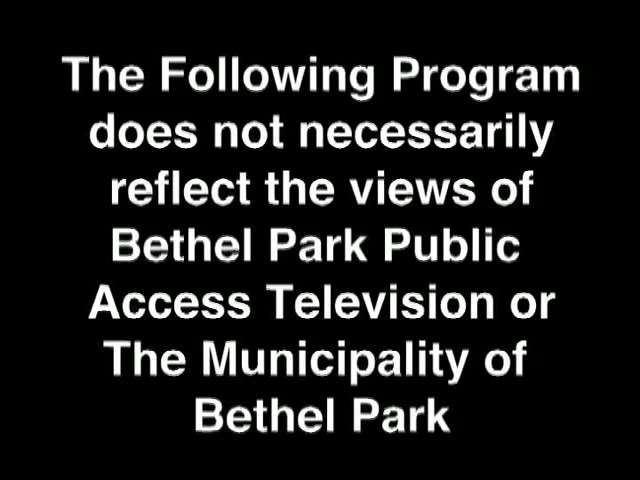 The Following Program
does not necessarily
reflect the views of
Bethel Park Public
Access Television or
The Municipality of
Bethel Park